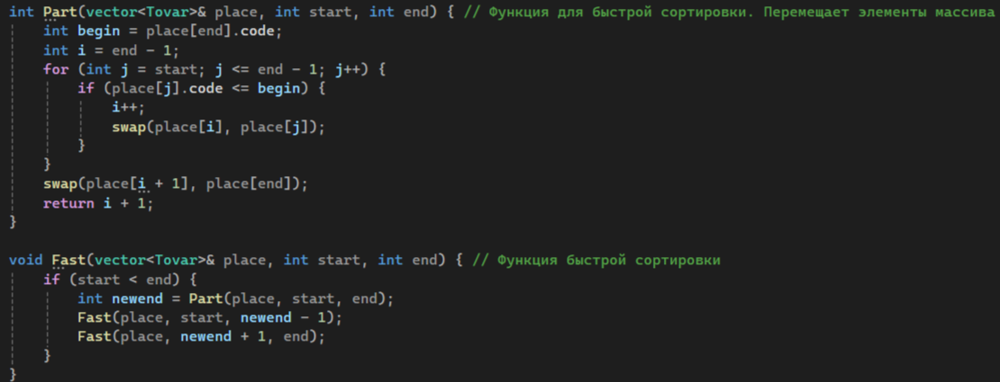 int Part(vector<Tovar>& place, int start, int end) { // Функция для быстрой сортировки. Перемещает элементы массива
    int begin = place[end].code;
    int i = end - 1;
    for (int j = start; j <= end - 1; j++) {
        if (place[j].code <= begin) {
            i++;
            swap(place[i], place[j]);
        }
    }
    swap(place[i + 1], place[end]);
    return i + 1;
}

void Fast(vector<Tovar>& place, int start, int end) { // Функция быстрой сортировки
    if (start < end) {
        int newend = Part(place, start, end);
        Fast(place, start, newend - 1);
        Fast(place, newend + 1, end);
    }
}